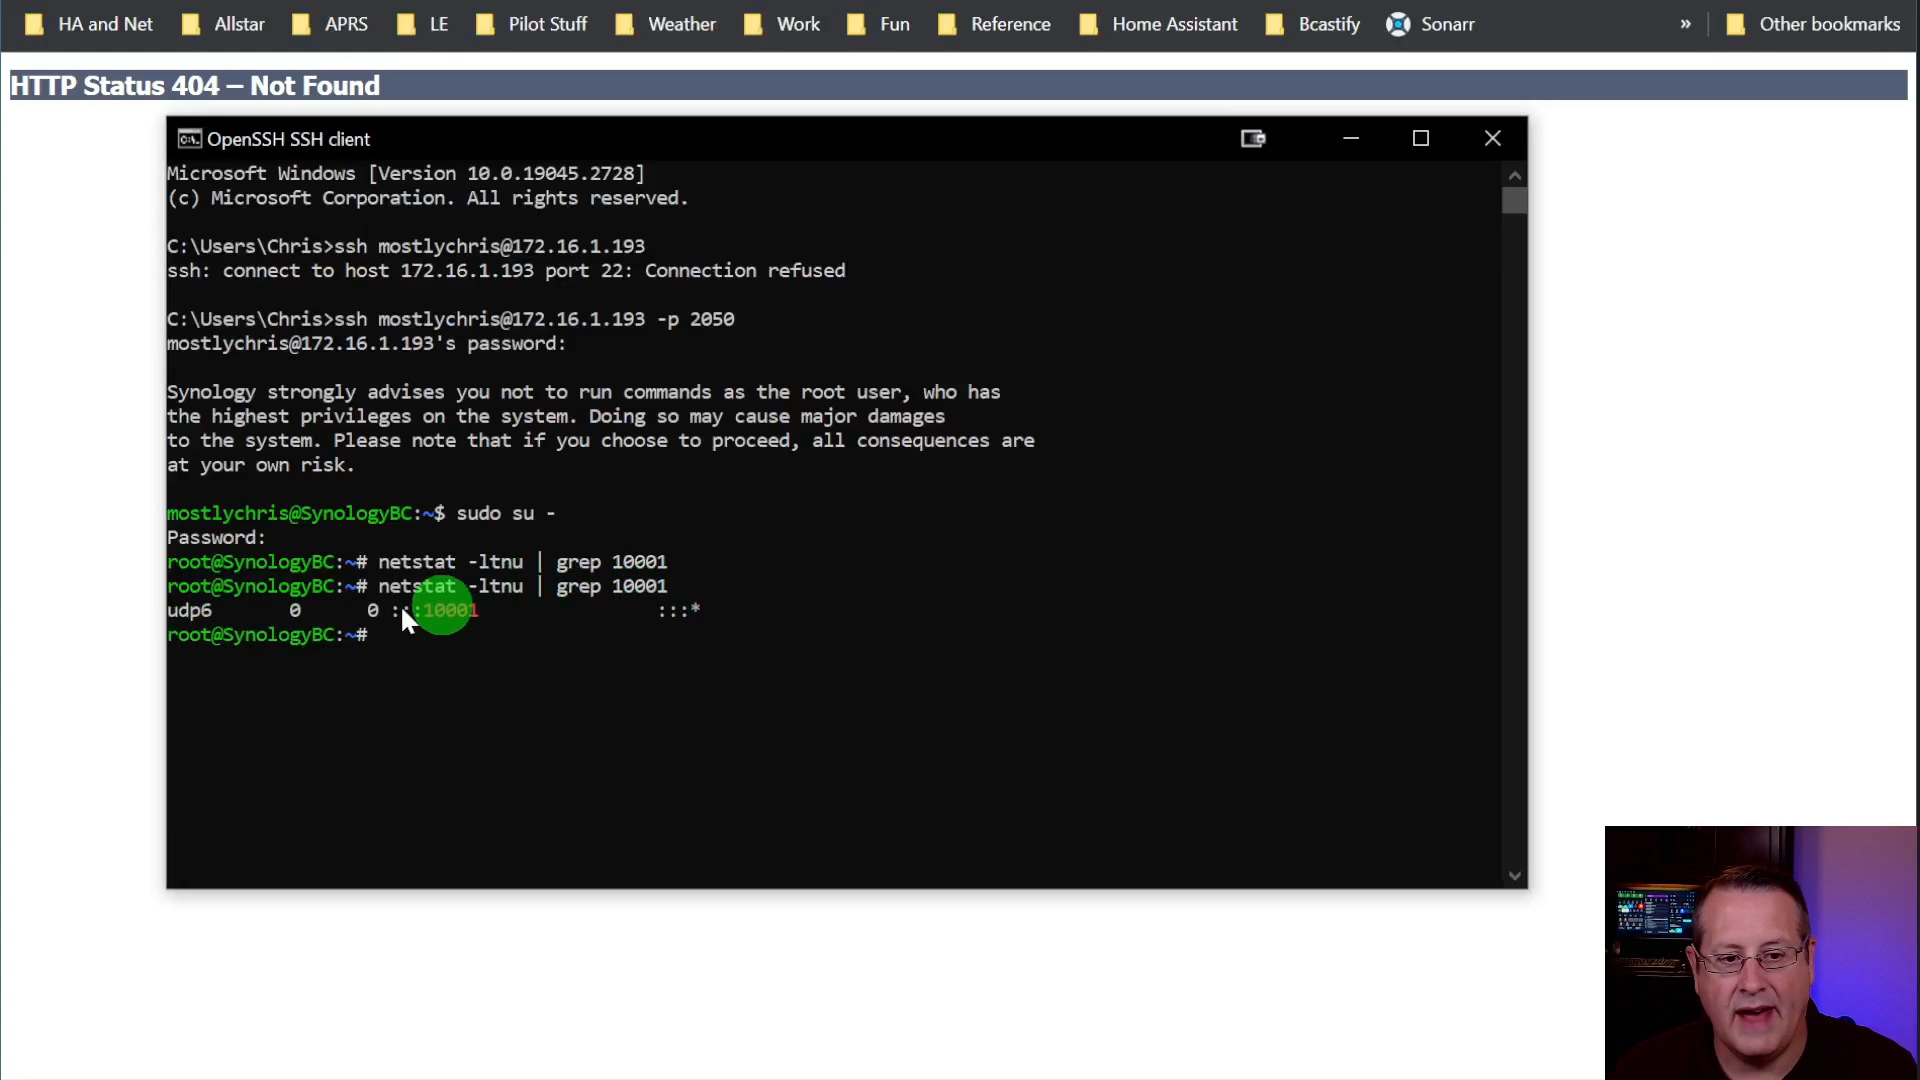 HA and Net Allstar APRS LE Pilot Stuff Weather Work Fun Reference Home Assistant Bcastify Sonarr » Other bookmarks
HTTP Status 404 – Not Found
OpenSSH SSH client
Microsoft Windows [Version 10.0.19045.2728]
(c) Microsoft Corporation. All rights reserved.
C:\Users\Chris>ssh mostlychris@172.16.1.193
ssh: connect to host 172.16.1.193 port 22: Connection refused
C:\Users\Chris>ssh mostlychris@172.16.1.193 -p 2050
mostlychris@172.16.1.193's password:
Synology strongly advises you not to run commands as the root user, who has
the highest privileges on the system. Doing so may cause major damages
to the system. Please note that if you choose to proceed, all consequences are
at your own risk.
mostlychris@SynologyBC:~$ sudo su -
Password:
root@SynologyBC:~# netstat -ltnu | grep 10001
root@SynologyBC:~# netstat -ltnu | grep 10001
udp6 0 0 :::10001 :::*
root@SynologyBC:~#